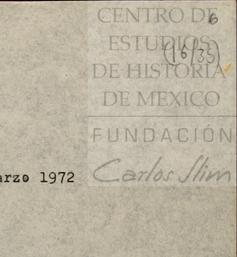 CENTRO DE
6
ESTUDIOS
(16/35)
DE HISTORIA
DE MEXICO
FUNDACIÓN
Carlos Slim
arzo 1972